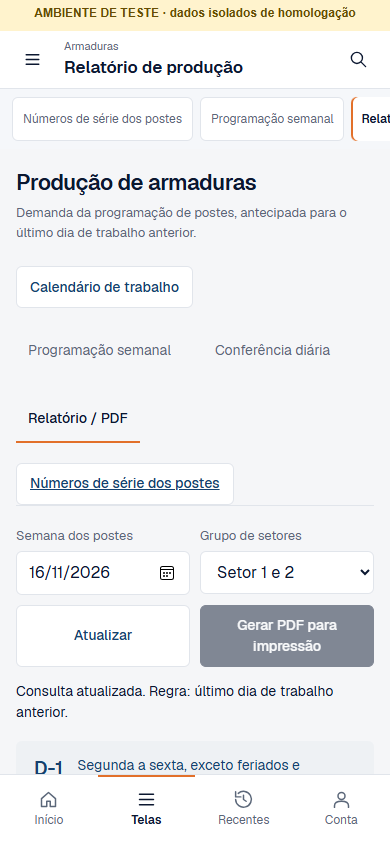 AMBIENTE DE TESTE · dados isolados de homologação
Armaduras
Relatório de produção
Números de série dos postes
Programação semanal
Relat
Produção de armaduras
Demanda da programação de postes, antecipada para o
último dia de trabalho anterior.
Calendário de trabalho
Programação semanal
Conferência diária
Relatório / PDF
Números de série dos postes
Semana dos postes
Grupo de setores
16/11/2026
Setor 1 e 2
Atualizar
Gerar PDF para
impressão
Consulta atualizada. Regra: último dia de trabalho
anterior.
D-1
Segunda a sexta, exceto feriados e
Início
Telas
Recentes
Conta